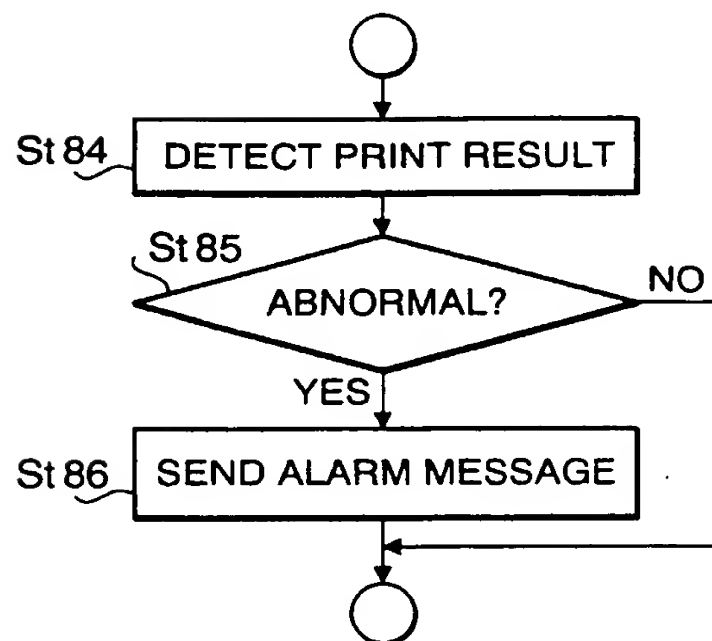 St 84
DETECT PRINT RESULT
St 85
ABNORMAL?
NO
YES
St 86
SEND ALARM MESSAGE